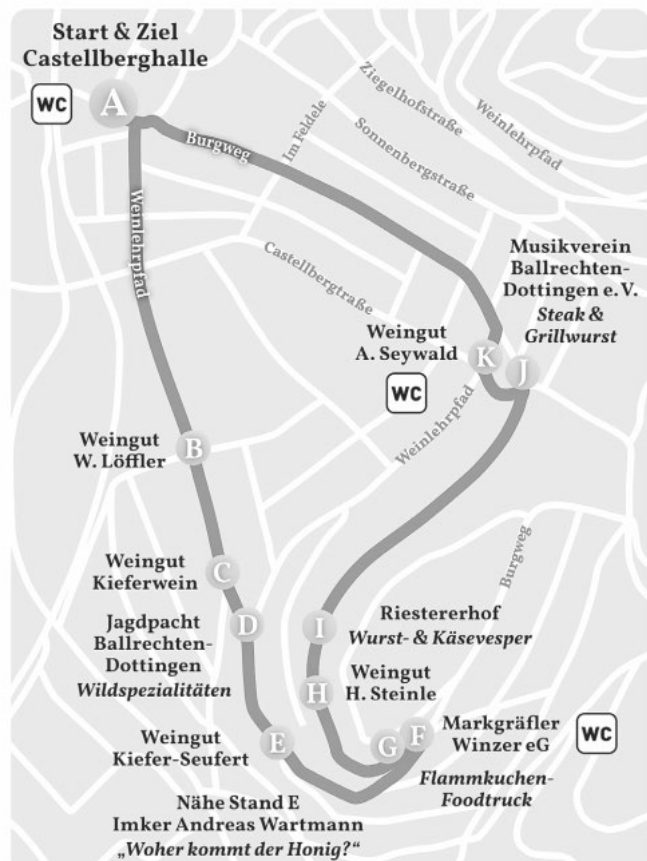 Start & Ziel
Castellberghalle
WC
A
Burgweg
Weinlehrpfad
Im Feldele
Ziegelhofstraße
Sonnenbergstraße
Weinlehrpfad
Castellbergtraße
Musikverein
Ballrechten-
Dottingen e. V.
Steak &
Grillwurst
Weingut
A. Seywald
K
J
WC
Weinlehrpfad
Weingut
W. Löffler
B
Weingut
Kieferwein
C
Burgweg
Jagdpacht
Ballrechten-
Dottingen
Wildspezialitäten
D
I
Riestererhof
Wurst- & Käsevesper
H
Weingut
H. Steinle
Weingut
Kiefer-Seufert
E
G
F
Markgräfler
Winzer eG
WC
Flammkuchen-
Foodtruck
Nähe Stand E
Imker Andreas Wartmann
„Woher kommt der Honig?“